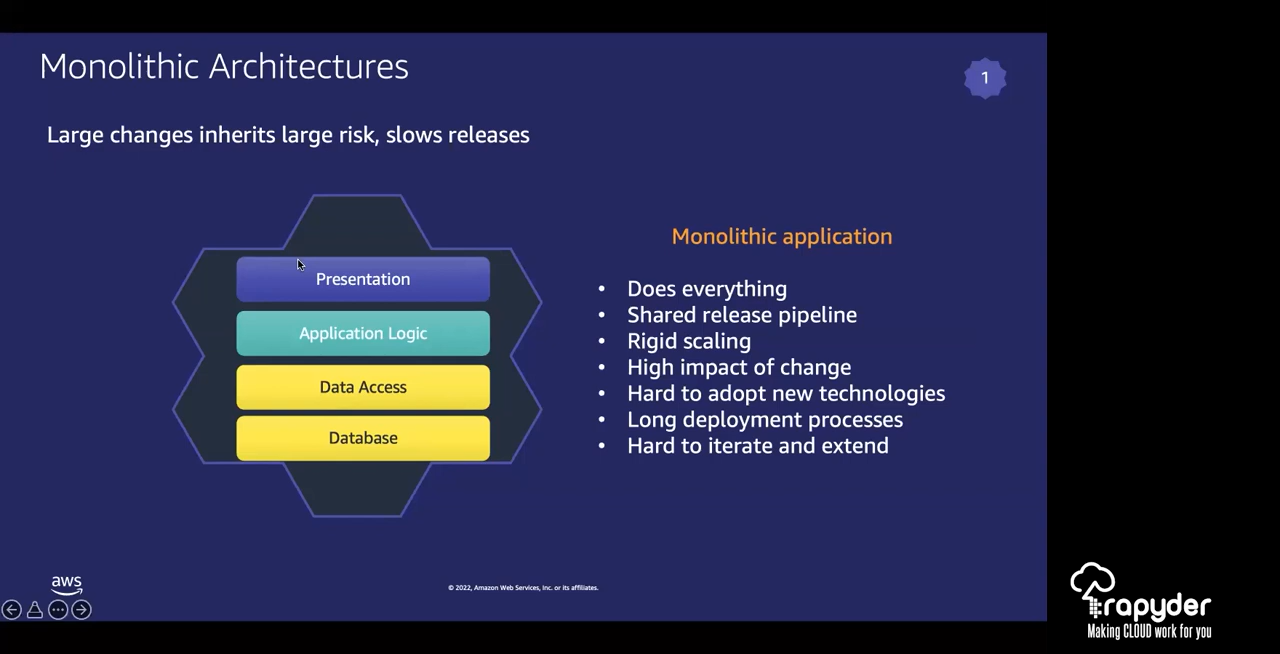 Monolithic Architectures
1
Large changes inherits large risk, slows releases
Presentation
Application Logic
Data Access
Database
Monolithic application
• Does everything
• Shared release pipeline
• Rigid scaling
• High impact of change
• Hard to adopt new technologies
• Long deployment processes
• Hard to iterate and extend
aws
© 2022, Amazon Web Services, Inc. or its affiliates.
rapyder
Making CLOUD work for you